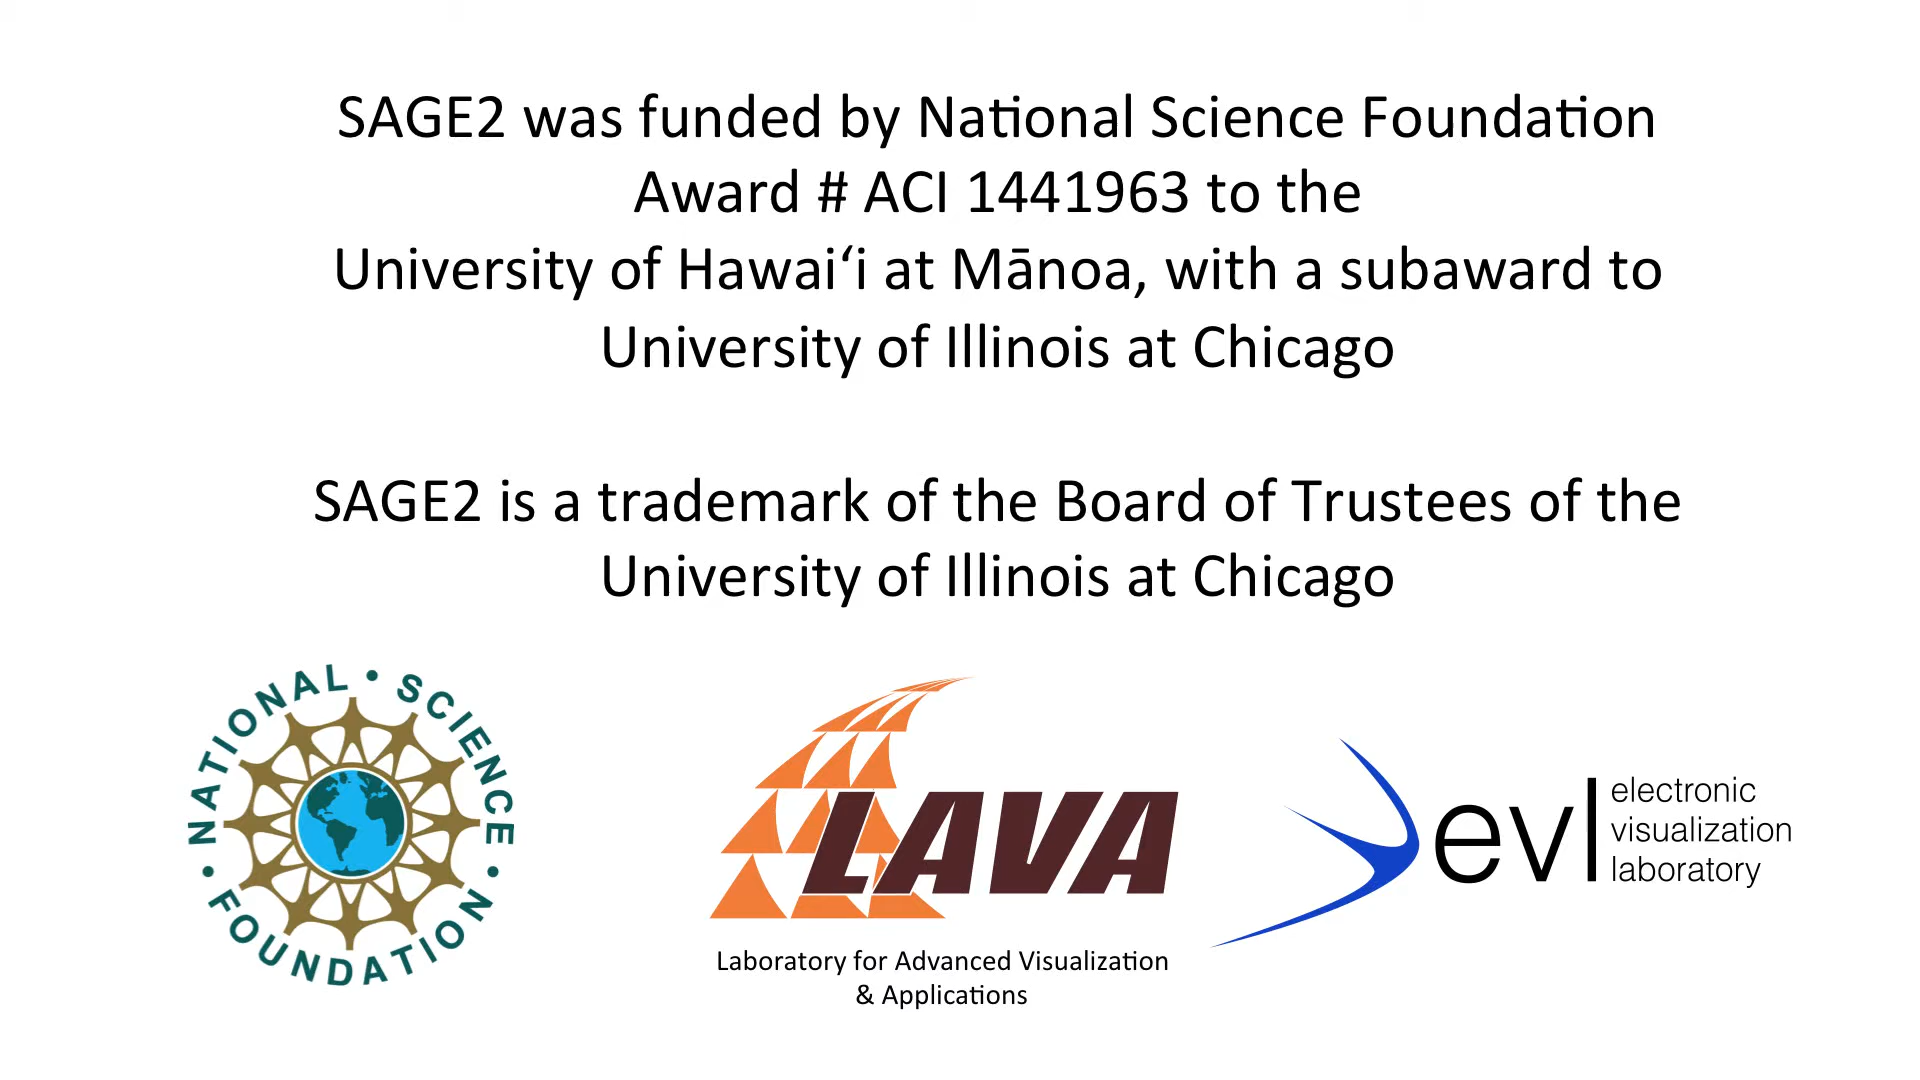 SAGE2 was funded by National Science Foundation
Award # ACI 1441963 to the
University of Hawai‘i at Mānoa, with a subaward to
University of Illinois at Chicago
SAGE2 is a trademark of the Board of Trustees of the
University of Illinois at Chicago
NATIONAL • SCIENCE • FOUNDATION •
LAVA
Laboratory for Advanced Visualization
& Applications
evl
electronic
visualization
laboratory